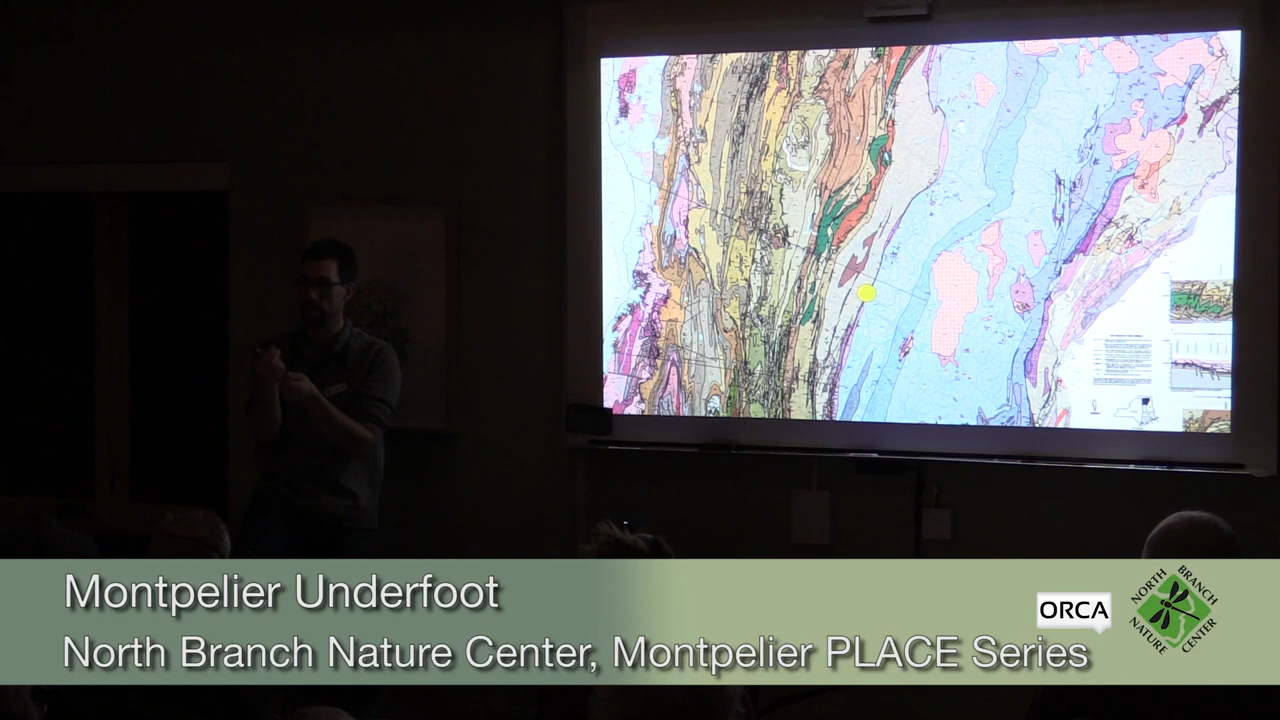 Montpelier Underfoot
North Branch Nature Center, Montpelier PLACE Series
ORCA
NORTH BRANCH
NATURE CENTER